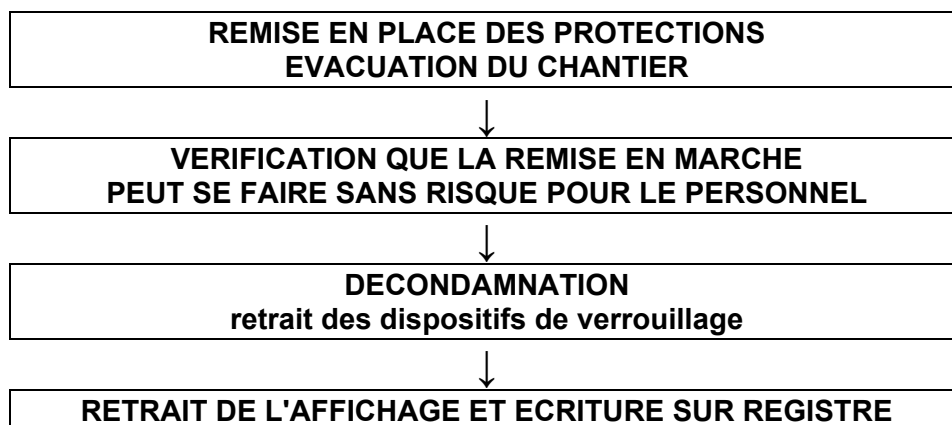 REMISE EN PLACE DES PROTECTIONS
EVACUATION DU CHANTIER
↓
VERIFICATION QUE LA REMISE EN MARCHE
PEUT SE FAIRE SANS RISQUE POUR LE PERSONNEL
↓
DECONDAMNATION
retrait des dispositifs de verrouillage
↓
RETRAIT DE L'AFFICHAGE ET ECRITURE SUR REGISTRE